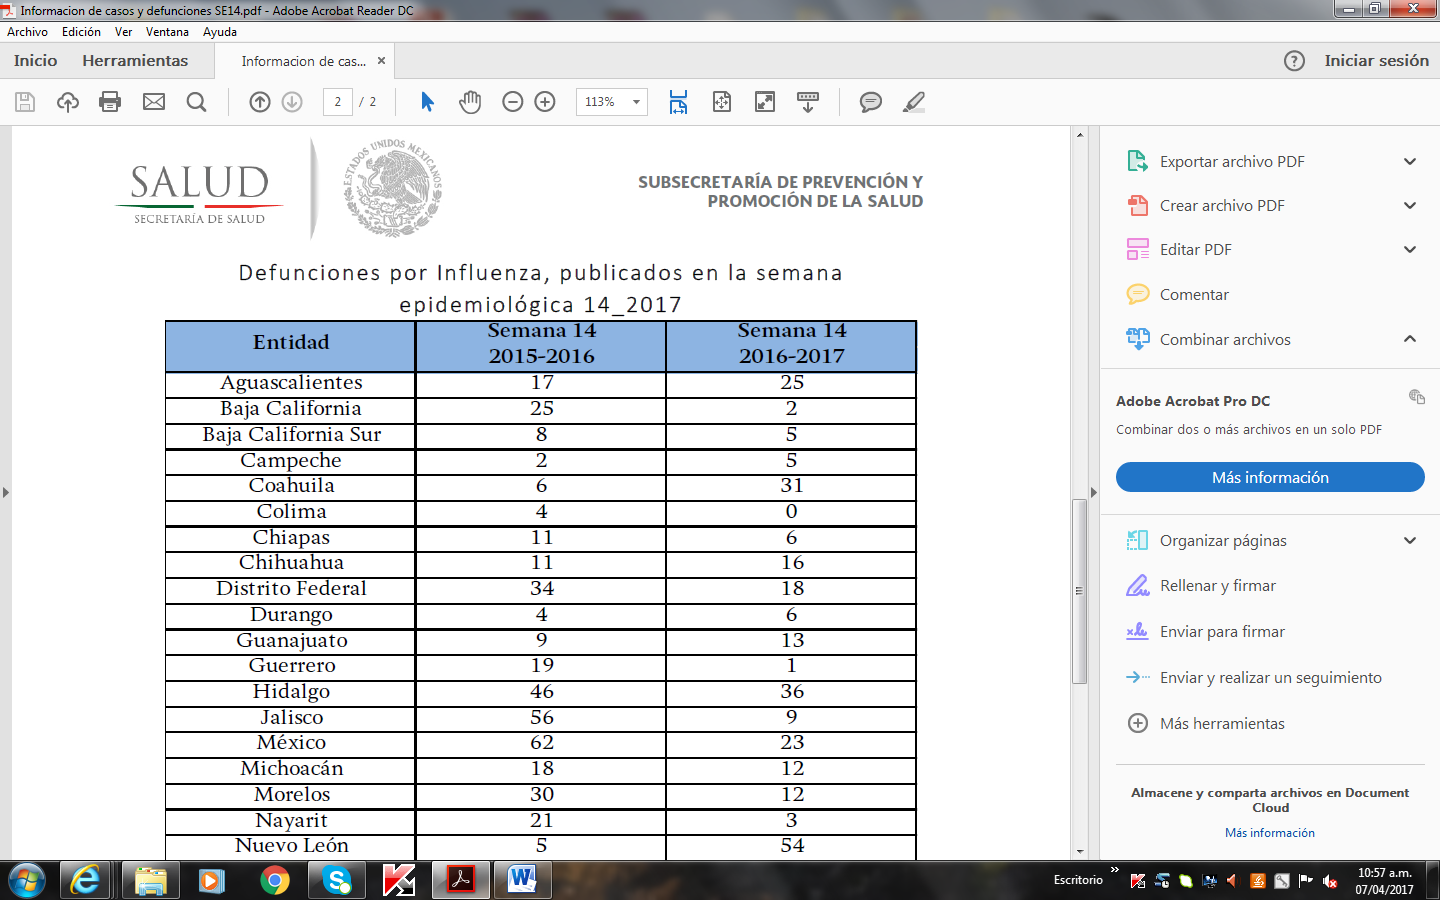 Informacion de casos y defunciones SE14.pdf - Adobe Acrobat Reader DC
Archivo Edición Ver Ventana Ayuda
Inicio Herramientas Informacion de cas... × ? Iniciar sesión
2 / 2 113%
SALUD
SECRETARÍA DE SALUD
ESTADOS UNIDOS MEXICANOS
SUBSECRETARÍA DE PREVENCIÓN Y
PROMOCIÓN DE LA SALUD
Defunciones por Influenza, publicados en la semana
epidemiológica 14_2017
Entidad Semana 14 2015-2016 Semana 14 2016-2017
Aguascalientes 17 25
Baja California 25 2
Baja California Sur 8 5
Campeche 2 5
Coahuila 6 31
Colima 4 0
Chiapas 11 6
Chihuahua 11 16
Distrito Federal 34 18
Durango 4 6
Guanajuato 9 13
Guerrero 19 1
Hidalgo 46 36
Jalisco 56 9
México 62 23
Michoacán 18 12
Morelos 30 12
Nayarit 21 3
Nuevo León 5 54
Exportar archivo PDF
Crear archivo PDF
Editar PDF
Comentar
Combinar archivos
Adobe Acrobat Pro DC
Combinar dos o más archivos en un solo PDF
Más información
Organizar páginas
Rellenar y firmar
Enviar para firmar
Enviar y realizar un seguimiento
Más herramientas
Almacene y comparta archivos en Document
Cloud
Más información
Escritorio »
10:57 a.m.
07/04/2017